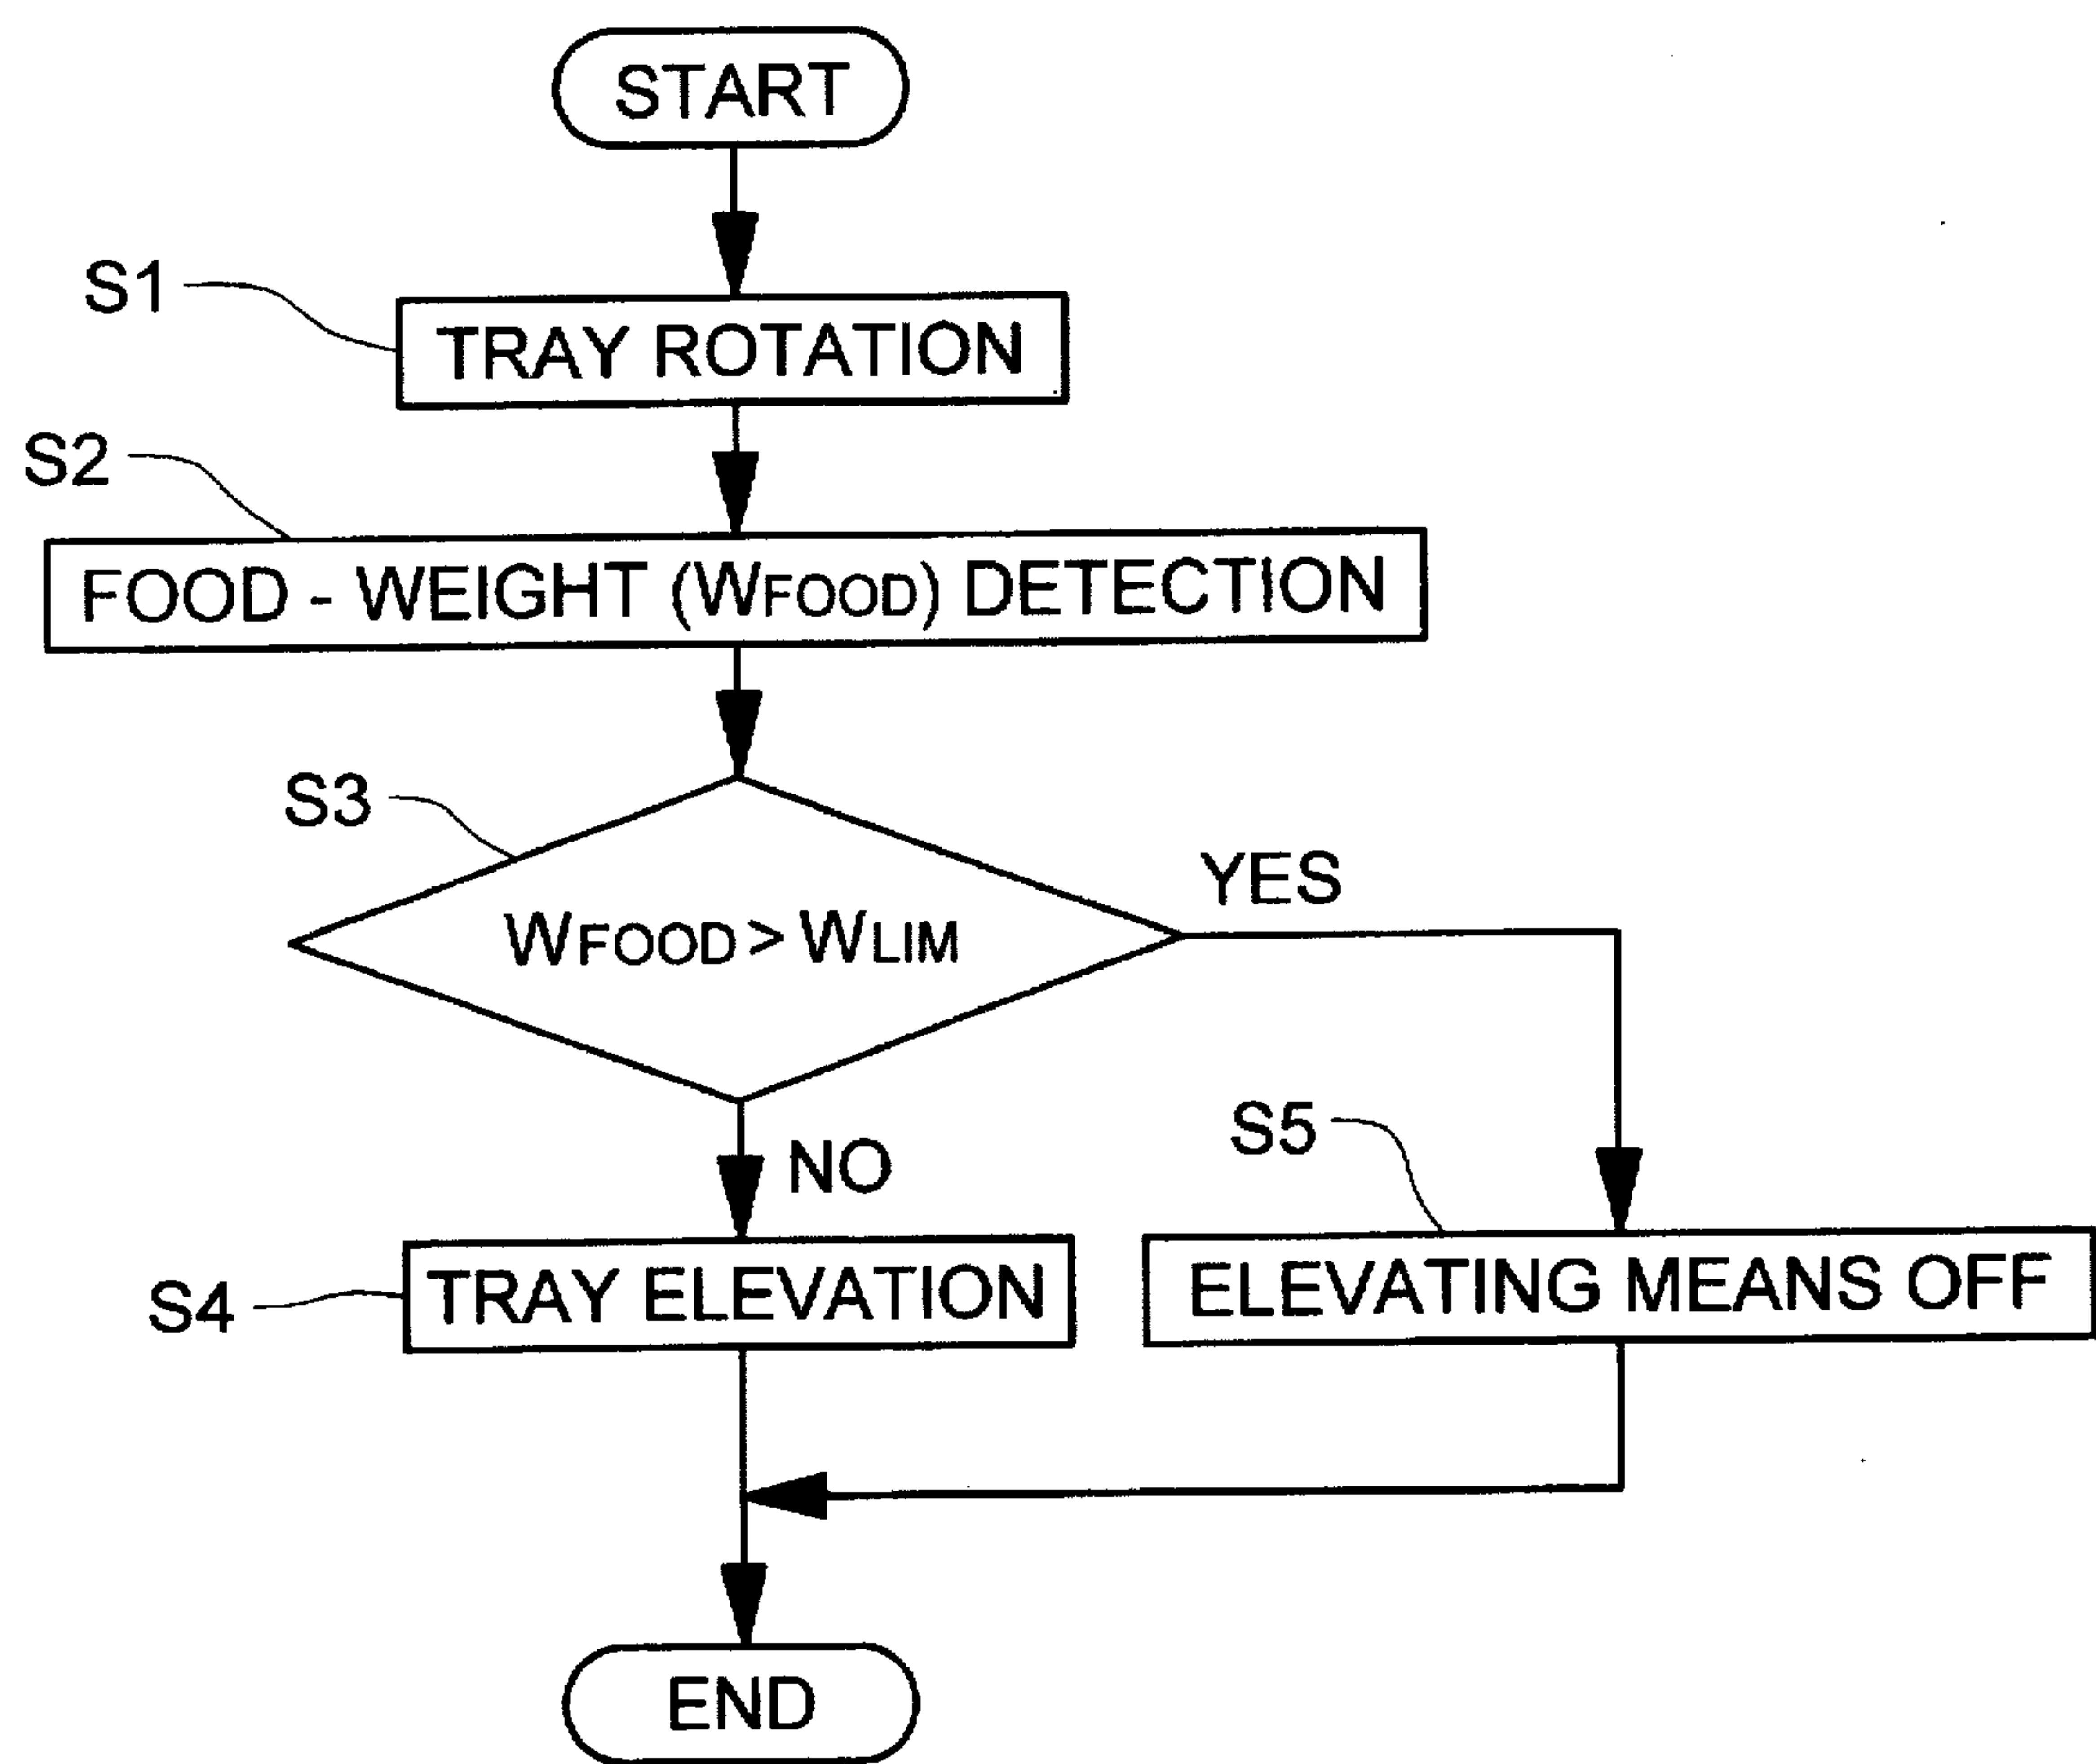 START
S1
TRAY ROTATION
S2
FOOD - WEIGHT (WFOOD) DETECTION
S3
WFOOD > WLIM
YES
NO
S5
S4
TRAY ELEVATION
ELEVATING MEANS OFF
END